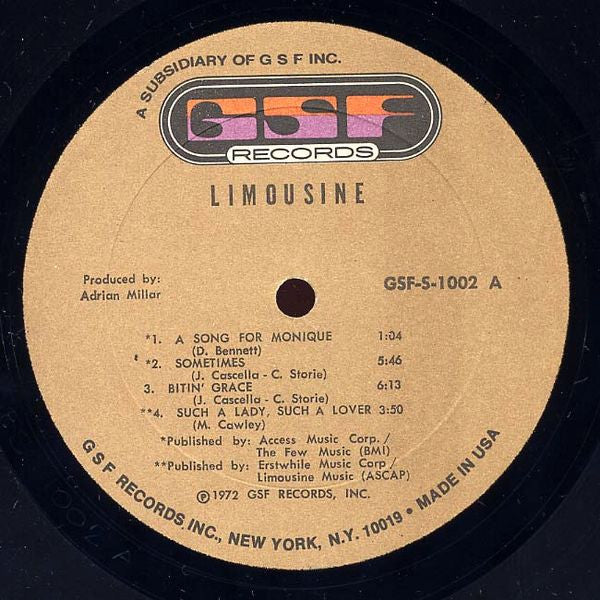 A SUBSIDIARY OF G S F INC.
GSF
RECORDS
LIMOUSINE
Produced by:
Adrian Millar
GSF-S-1002 A
*1. A SONG FOR MONIQUE 1:04
(D. Bennett)
*2. SOMETIMES 5:46
(J. Cascella - C. Storie)
3. BITIN' GRACE 6:13
(J. Cascella - C. Storie)
**4. SUCH A LADY, SUCH A LOVER 3:50
(M. Cawley)
*Published by: Access Music Corp./
The Few Music (BMI)
**Published by: Erstwhile Music Corp/
Limousine Music (ASCAP)
℗1972 GSF RECORDS, INC.
G S F RECORDS, INC., NEW YORK, N.Y. 10019 • MADE IN USA